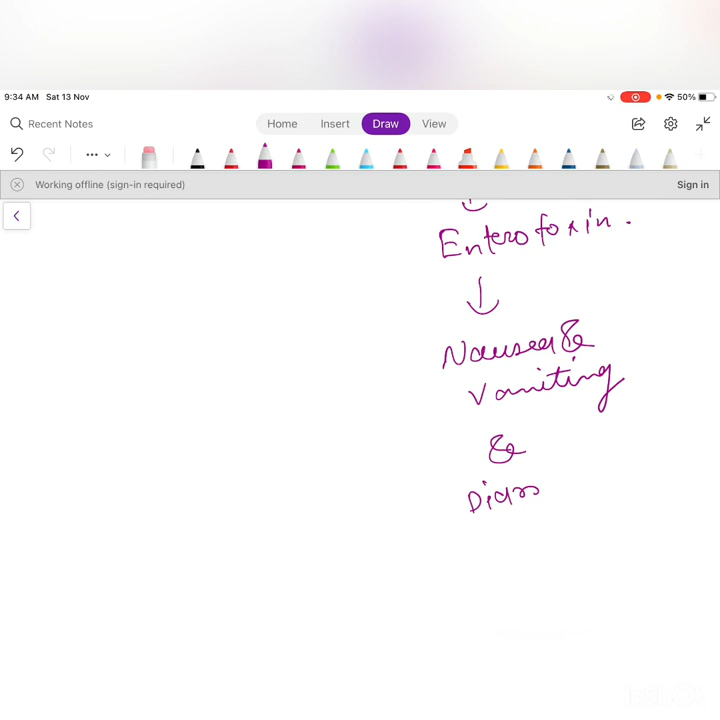 9:34 AM Sat 13 Nov 50%
Recent Notes Home Insert Draw View
Working offline (sign-in required) Sign in
Enterotoxin.
↓
Nausea &
Vomiting
&
Diarr